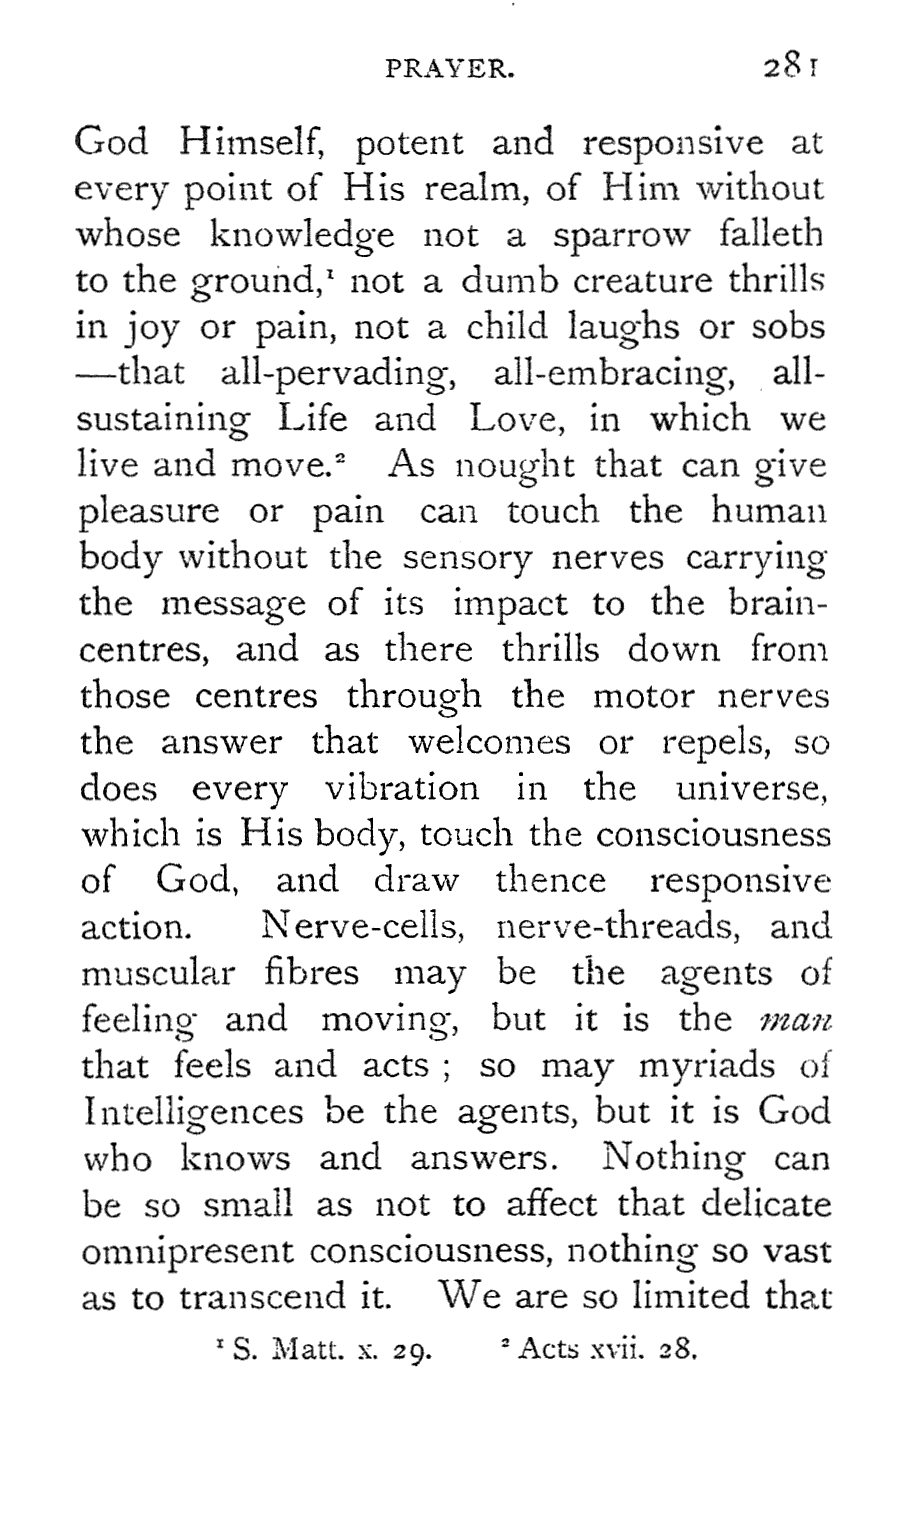 PRAYER. 281
God Himself, potent and responsive at
every point of His realm, of Him without
whose knowledge not a sparrow falleth
to the ground,¹ not a dumb creature thrills
in joy or pain, not a child laughs or sobs
—that all-pervading, all-embracing, all-
sustaining Life and Love, in which we
live and move.² As nought that can give
pleasure or pain can touch the human
body without the sensory nerves carrying
the message of its impact to the brain-
centres, and as there thrills down from
those centres through the motor nerves
the answer that welcomes or repels, so
does every vibration in the universe,
which is His body, touch the consciousness
of God, and draw thence responsive
action. Nerve-cells, nerve-threads, and
muscular fibres may be the agents of
feeling and moving, but it is the man
that feels and acts ; so may myriads of
Intelligences be the agents, but it is God
who knows and answers. Nothing can
be so small as not to affect that delicate
omnipresent consciousness, nothing so vast
as to transcend it. We are so limited that
¹ S. Matt. x. 29. ² Acts xvii. 28.